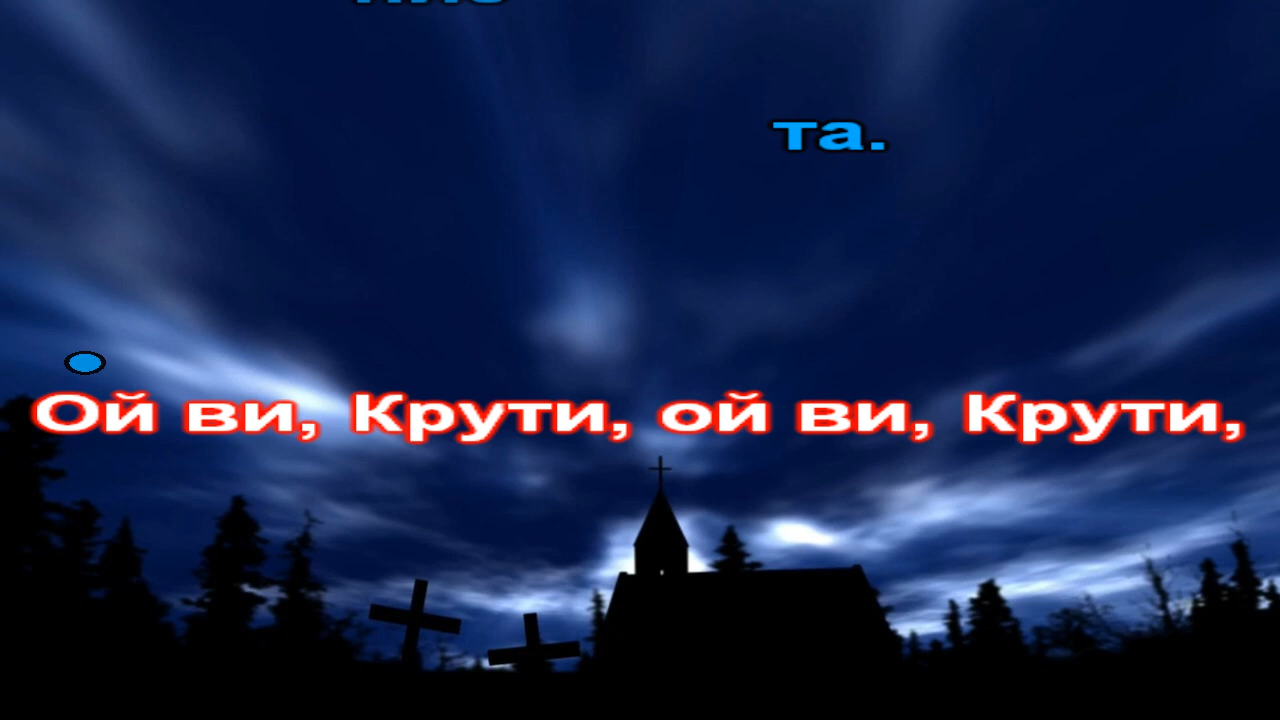 та.
Ой ви, Крути, ой ви, Крути,